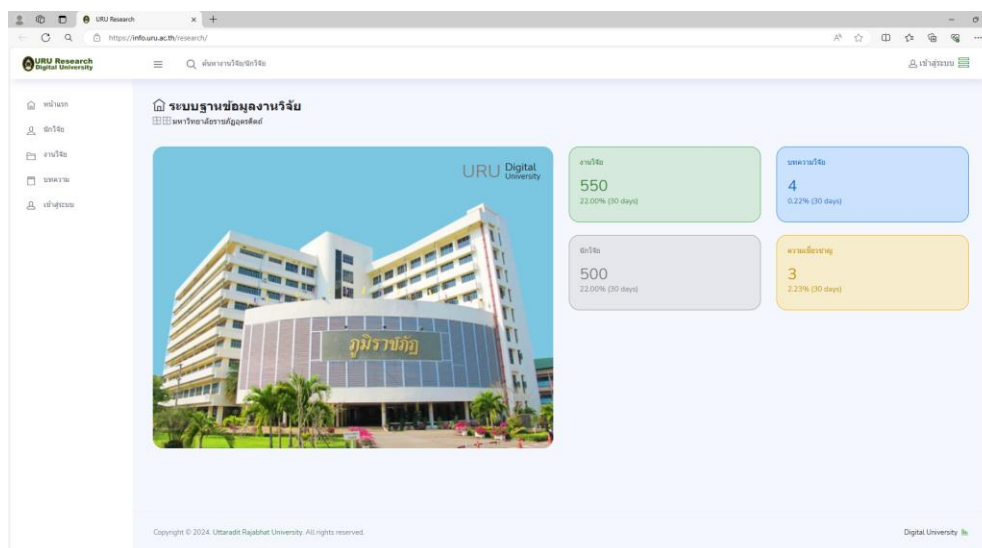 URU Research
https://info.uru.ac.th/research/
URU Research
Digital University
ค้นหางานวิจัย/นักวิจัย
เข้าสู่ระบบ
หน้าแรก
นักวิจัย
งานวิจัย
บทความ
เข้าสู่ระบบ
ระบบฐานข้อมูลงานวิจัย
มหาวิทยาลัยราชภัฏอุตรดิตถ์
URU Digital
University
ภูมิราชภัฏ
งานวิจัย
550
22.00% (30 days)
บทความวิจัย
4
0.22% (30 days)
นักวิจัย
500
22.00% (30 days)
ความเชี่ยวชาญ
3
2.23% (30 days)
Copyright © 2024. Uttaradit Rajabhat University. All rights reserved.
Digital University